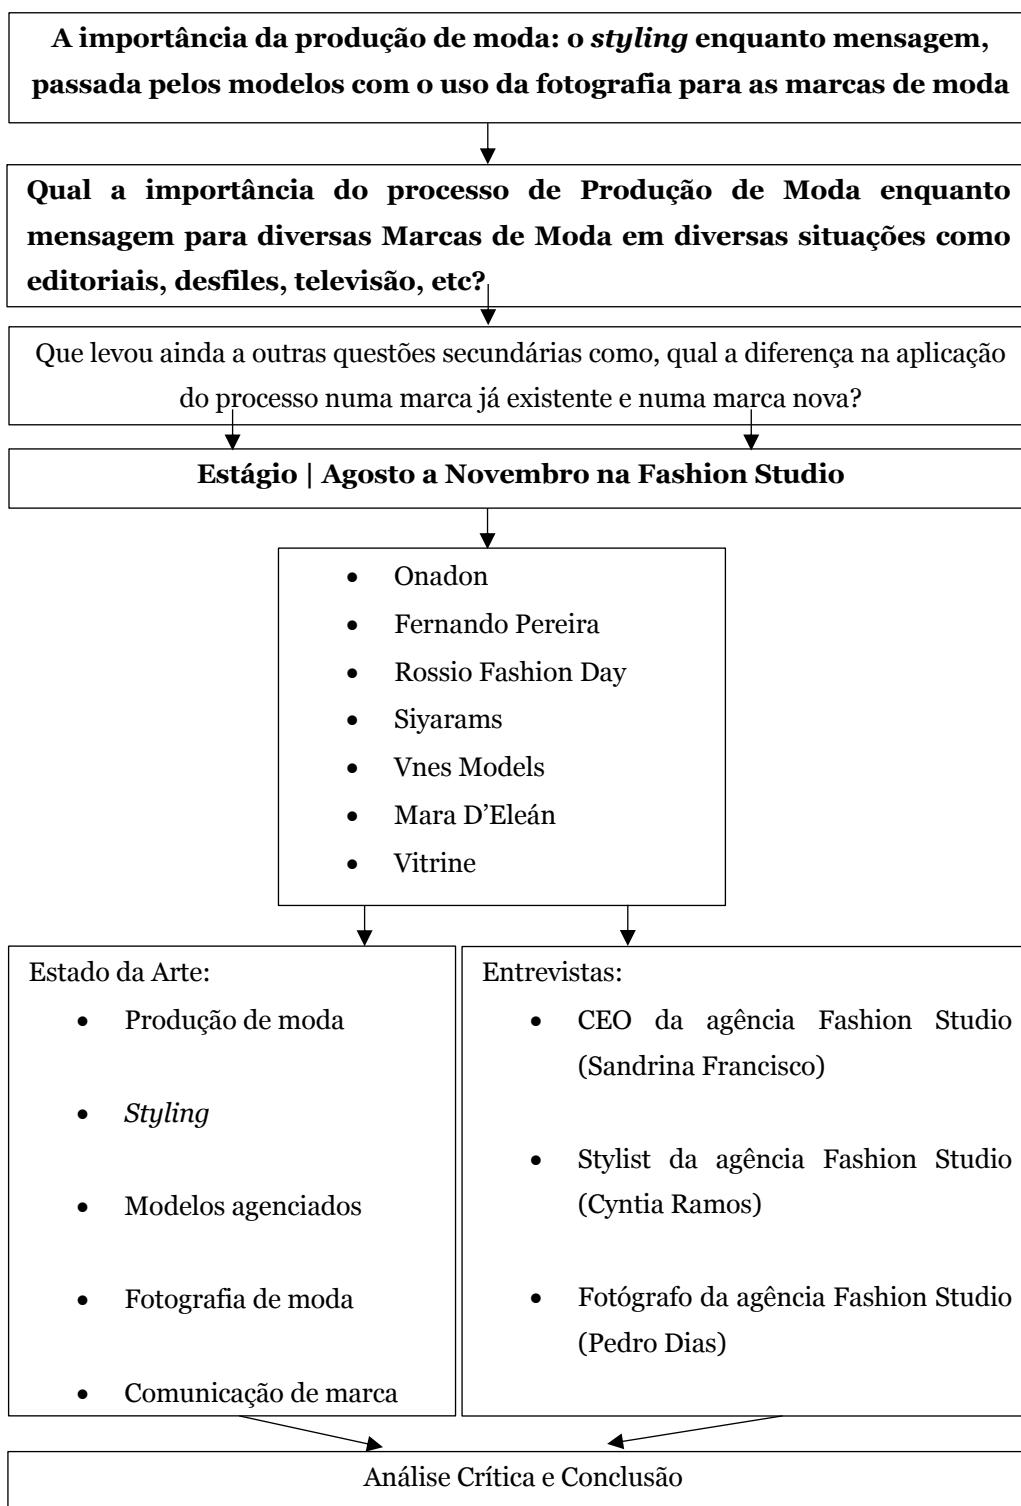 A importância da produção de moda: o styling enquanto mensagem,
passada pelos modelos com o uso da fotografia para as marcas de moda
Qual a importância do processo de Produção de Moda enquanto
mensagem para diversas Marcas de Moda em diversas situações como
editoriais, desfiles, televisão, etc?
Que levou ainda a outras questões secundárias como, qual a diferença na aplicação
do processo numa marca já existente e numa marca nova?
Estágio | Agosto a Novembro na Fashion Studio
• Onadon
• Fernando Pereira
• Rossio Fashion Day
• Siyarams
• Vnes Models
• Mara D’Eleán
• Vitrine
Estado da Arte:
• Produção de moda
• Styling
• Modelos agenciados
• Fotografia de moda
• Comunicação de marca
Entrevistas:
• CEO da agência Fashion Studio
(Sandrina Francisco)
• Stylist da agência Fashion Studio
(Cyntia Ramos)
• Fotógrafo da agência Fashion Studio
(Pedro Dias)
Análise Crítica e Conclusão